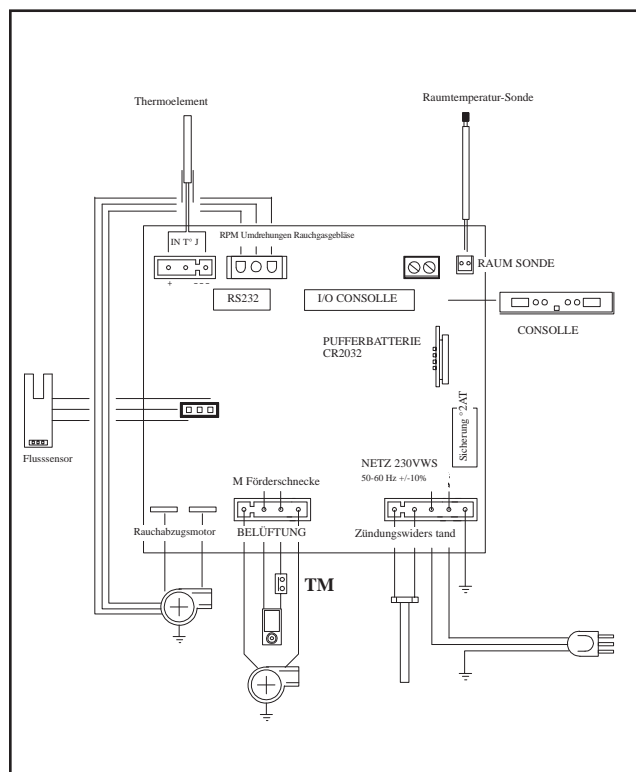 Thermoelement
Raumtemperatur-Sonde
IN T° J
RPM Umdrehungen Rauchgasgebläse
+
---
RAUM SONDE
RS232
I/O CONSOLLE
CONSOLLE
PUFFERBATTERIE
CR2032
Sicherung °2AT
Flusssensor
NETZ 230VWS
50-60 Hz +/-10%
M Förderschnecke
Rauchabzugsmotor
BELÜFTUNG
Zündungswiders tand
TM